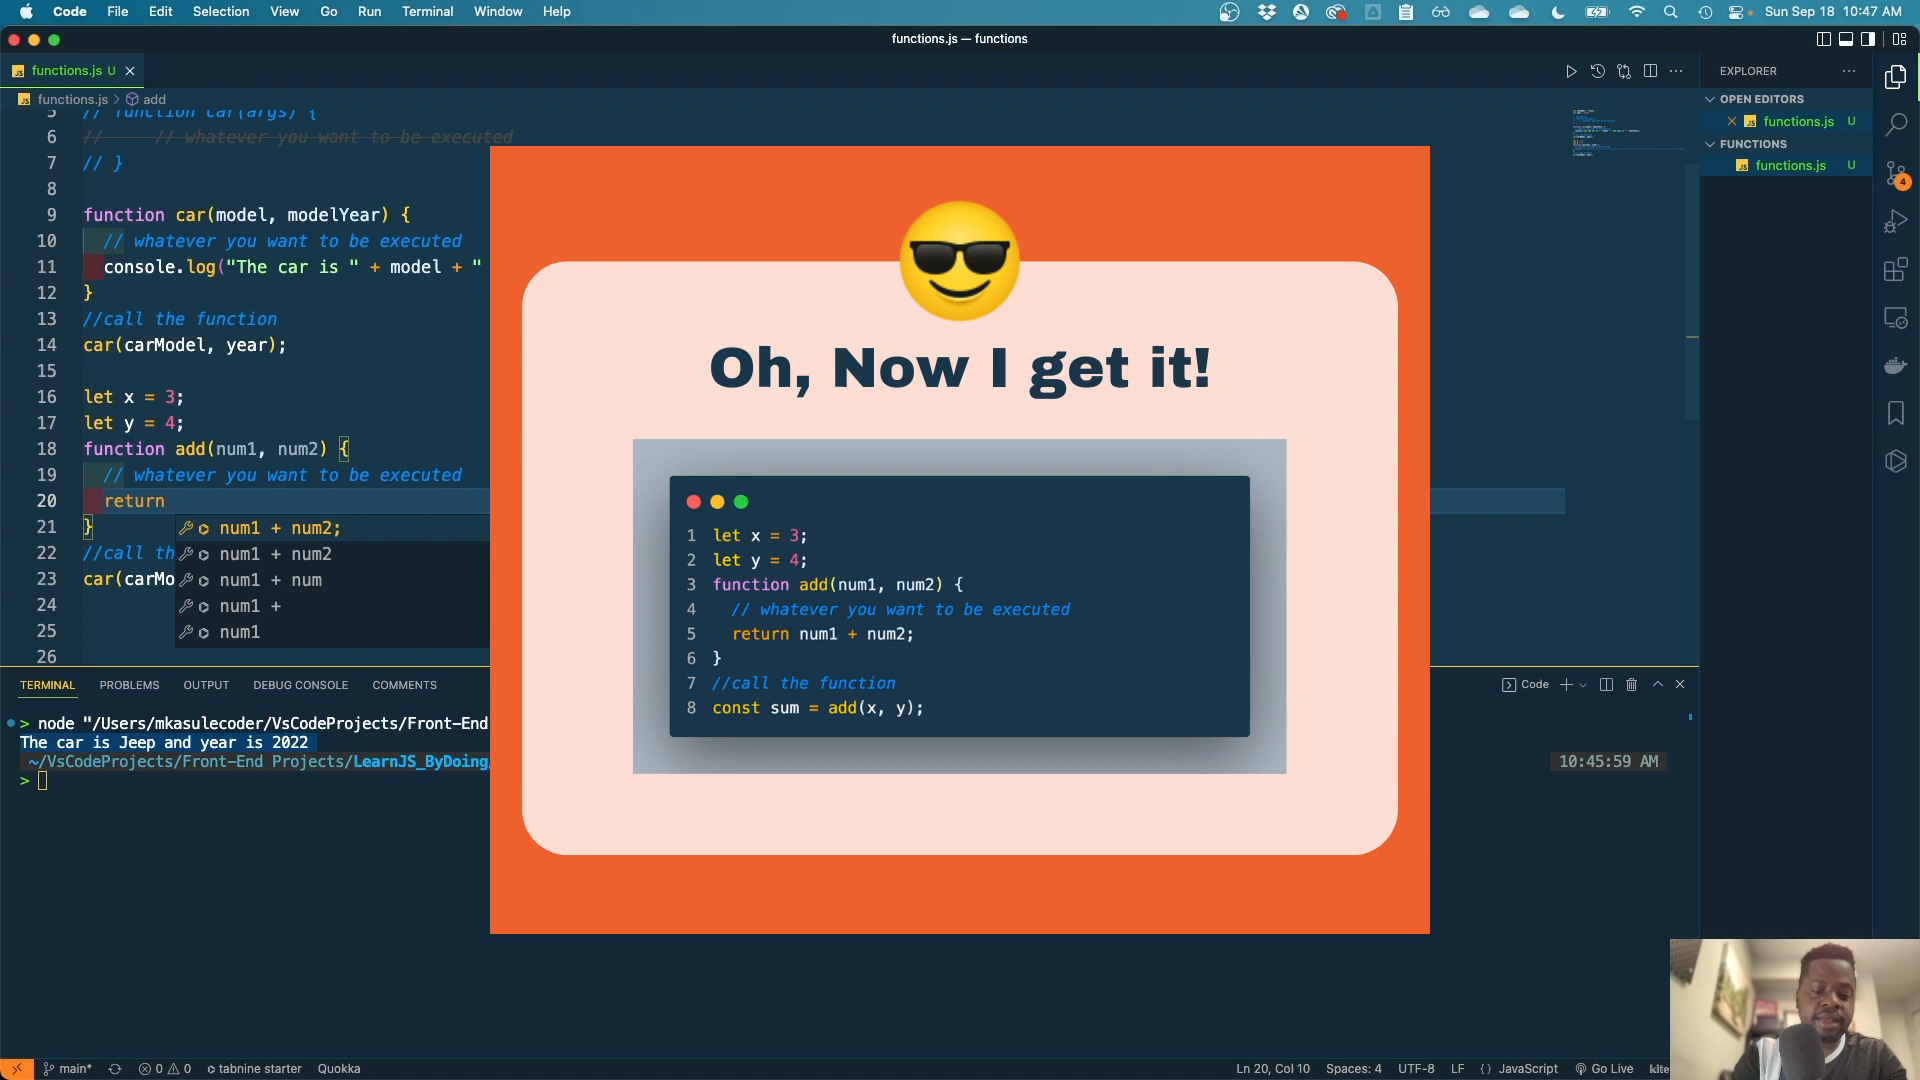 Code File Edit Selection View Go Run Terminal Window Help
Sun Sep 18 10:47 AM
functions.js — functions
functions.js U
functions.js > add
5 // function car(args) {
6 // // whatever you want to be executed
7 // }
8
9 function car(model, modelYear) {
10 // whatever you want to be executed
11 console.log("The car is " + model + "
12 }
13 //call the function
14 car(carModel, year);
15
16 let x = 3;
17 let y = 4;
18 function add(num1, num2) {
19 // whatever you want to be executed
20 return
21 }
22 //call th
23 car(carMo
24
25
26
num1 + num2;
num1 + num2
num1 + num
num1 +
num1
Oh, Now I get it!
1 let x = 3;
2 let y = 4;
3 function add(num1, num2) {
4 // whatever you want to be executed
5 return num1 + num2;
6 }
7 //call the function
8 const sum = add(x, y);
EXPLORER
OPEN EDITORS
functions.js U
FUNCTIONS
functions.js U
4
TERMINAL PROBLEMS OUTPUT DEBUG CONSOLE COMMENTS
Code
> node "/Users/mkasulecoder/VsCodeProjects/Front-End
The car is Jeep and year is 2022
~/VsCodeProjects/Front-End Projects/LearnJS_ByDoing
10:45:59 AM
>
main* 0 0 tabnine starter Quokka
Ln 20, Col 10 Spaces: 4 UTF-8 LF {} JavaScript Go Live kite